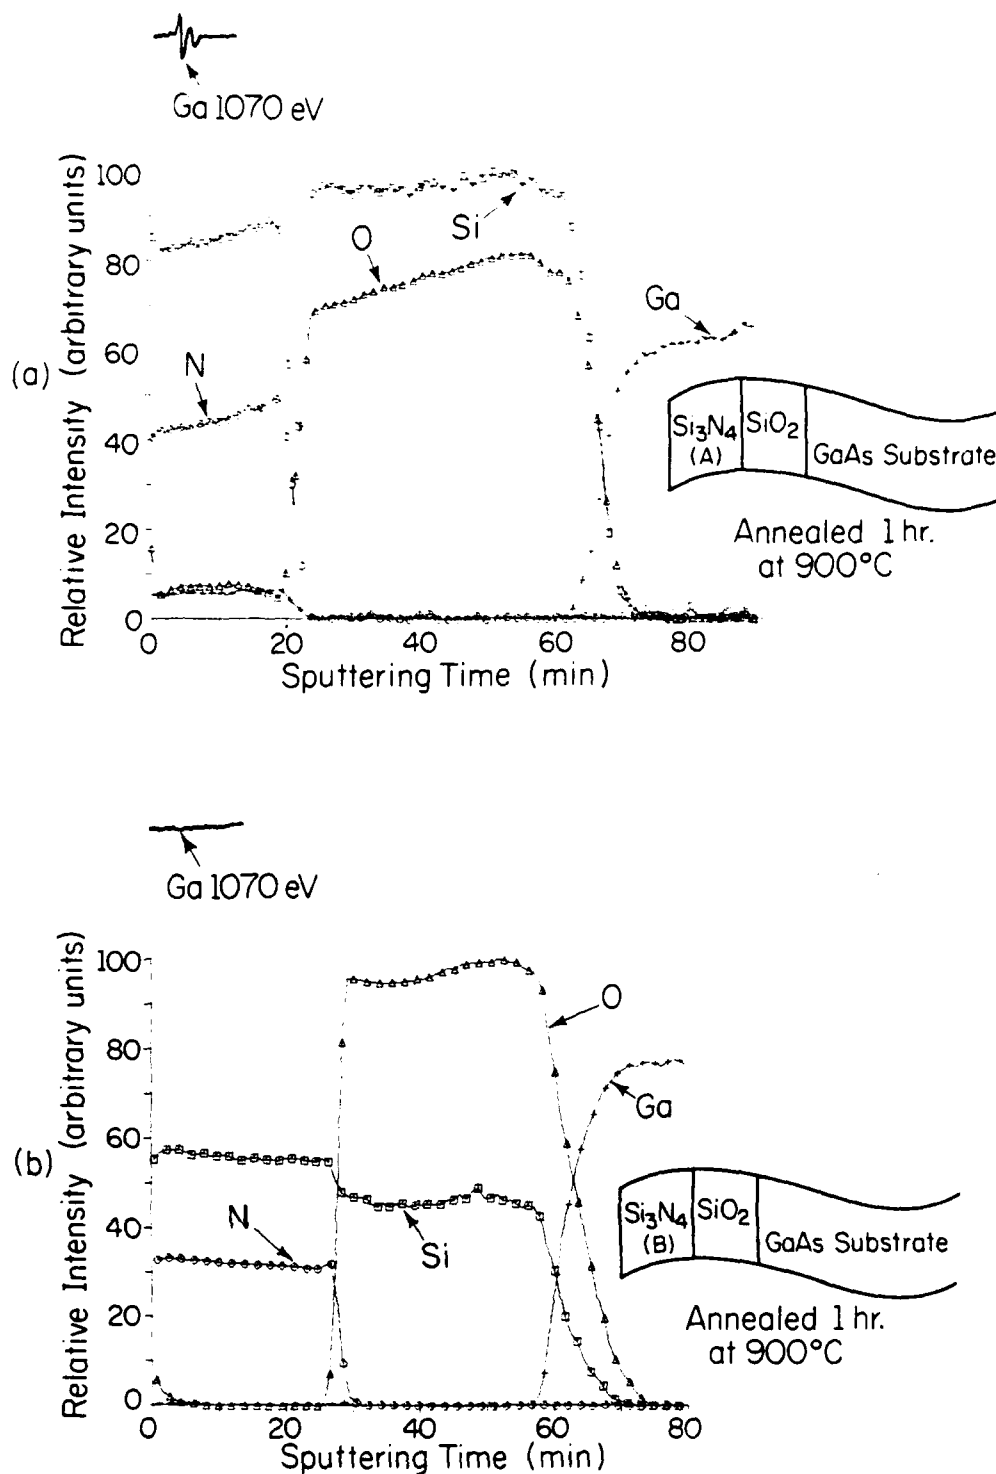 Ga 1070 eV
(a)
Relative Intensity (arbitrary units)
100
80
60
40
20
0
0 20 40 60 80
Sputtering Time (min)
N
O
Si
Ga
Si₃N₄
(A)
SiO₂
GaAs Substrate
Annealed 1 hr.
at 900°C
Ga 1070 eV
(b)
Relative Intensity (arbitrary units)
100
80
60
40
20
0
0 20 40 60 80
Sputtering Time (min)
N
Si
O
Ga
Si₃N₄
(B)
SiO₂
GaAs Substrate
Annealed 1 hr.
at 900°C